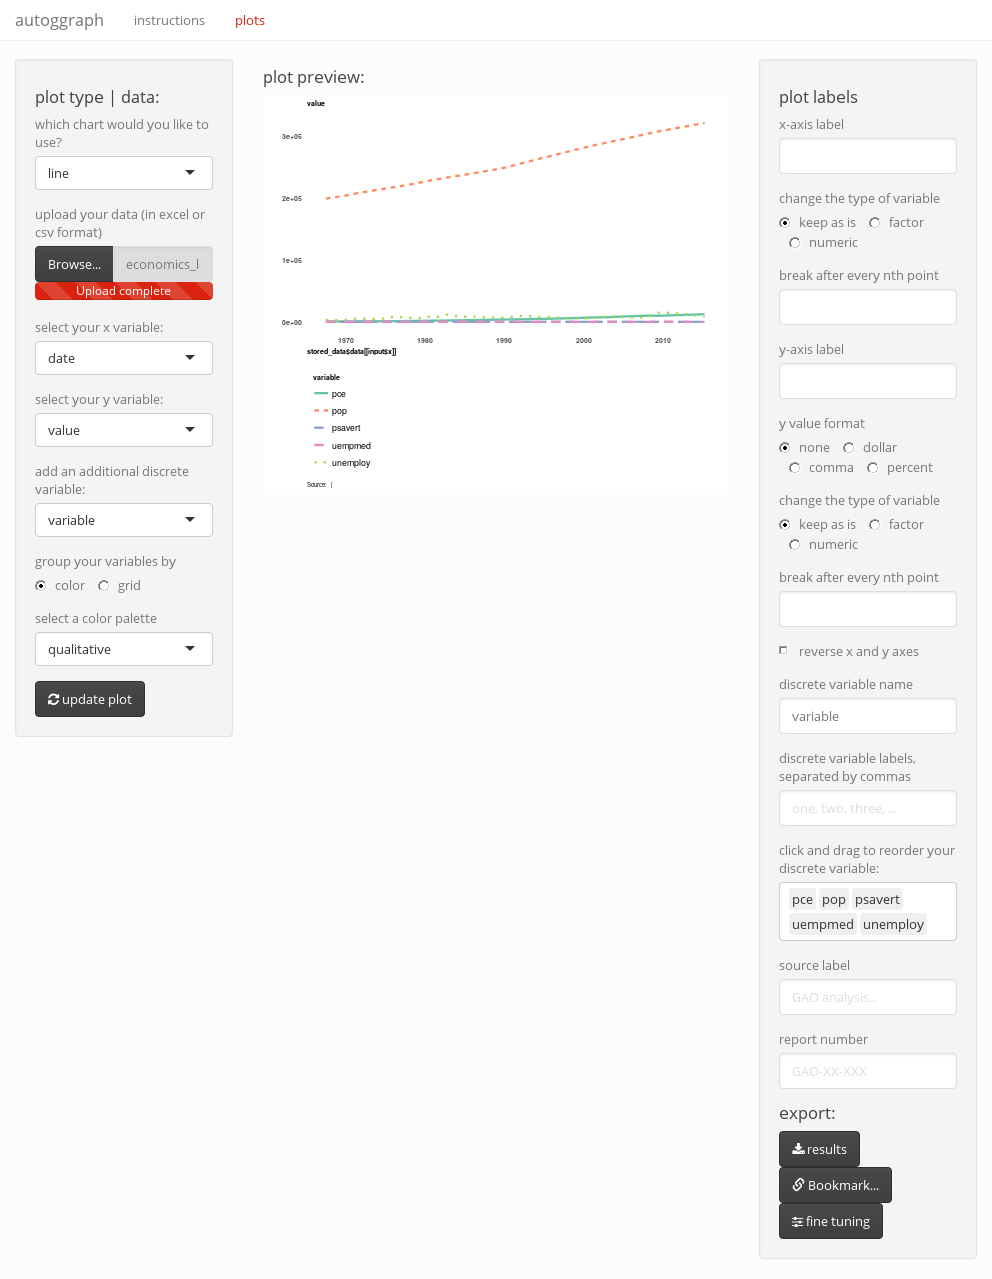 autoggraph instructions plots
plot type | data:
which chart would you like to
use?
line
upload your data (in excel or
csv format)
Browse... economics_l
Upload complete
select your x variable:
date
select your y variable:
value
add an additional discrete
variable:
variable
group your variables by
color grid
select a color palette
qualitative
update plot
plot preview:
value
3e+05
2e+05
1e+05
0e+00
1970 1980 1990 2000 2010
stored_data$data[[input$x]]
variable
pce
pop
psavert
uempmed
unemploy
Source: |
plot labels
x-axis label
change the type of variable
keep as is factor
numeric
break after every nth point
y-axis label
y value format
none dollar
comma percent
change the type of variable
keep as is factor
numeric
break after every nth point
reverse x and y axes
discrete variable name
variable
discrete variable labels,
separated by commas
one, two, three, ...
click and drag to reorder your
discrete variable:
pce pop psavert
uempmed unemploy
source label
GAO analysis...
report number
GAO-XX-XXX
export:
results
Bookmark...
fine tuning